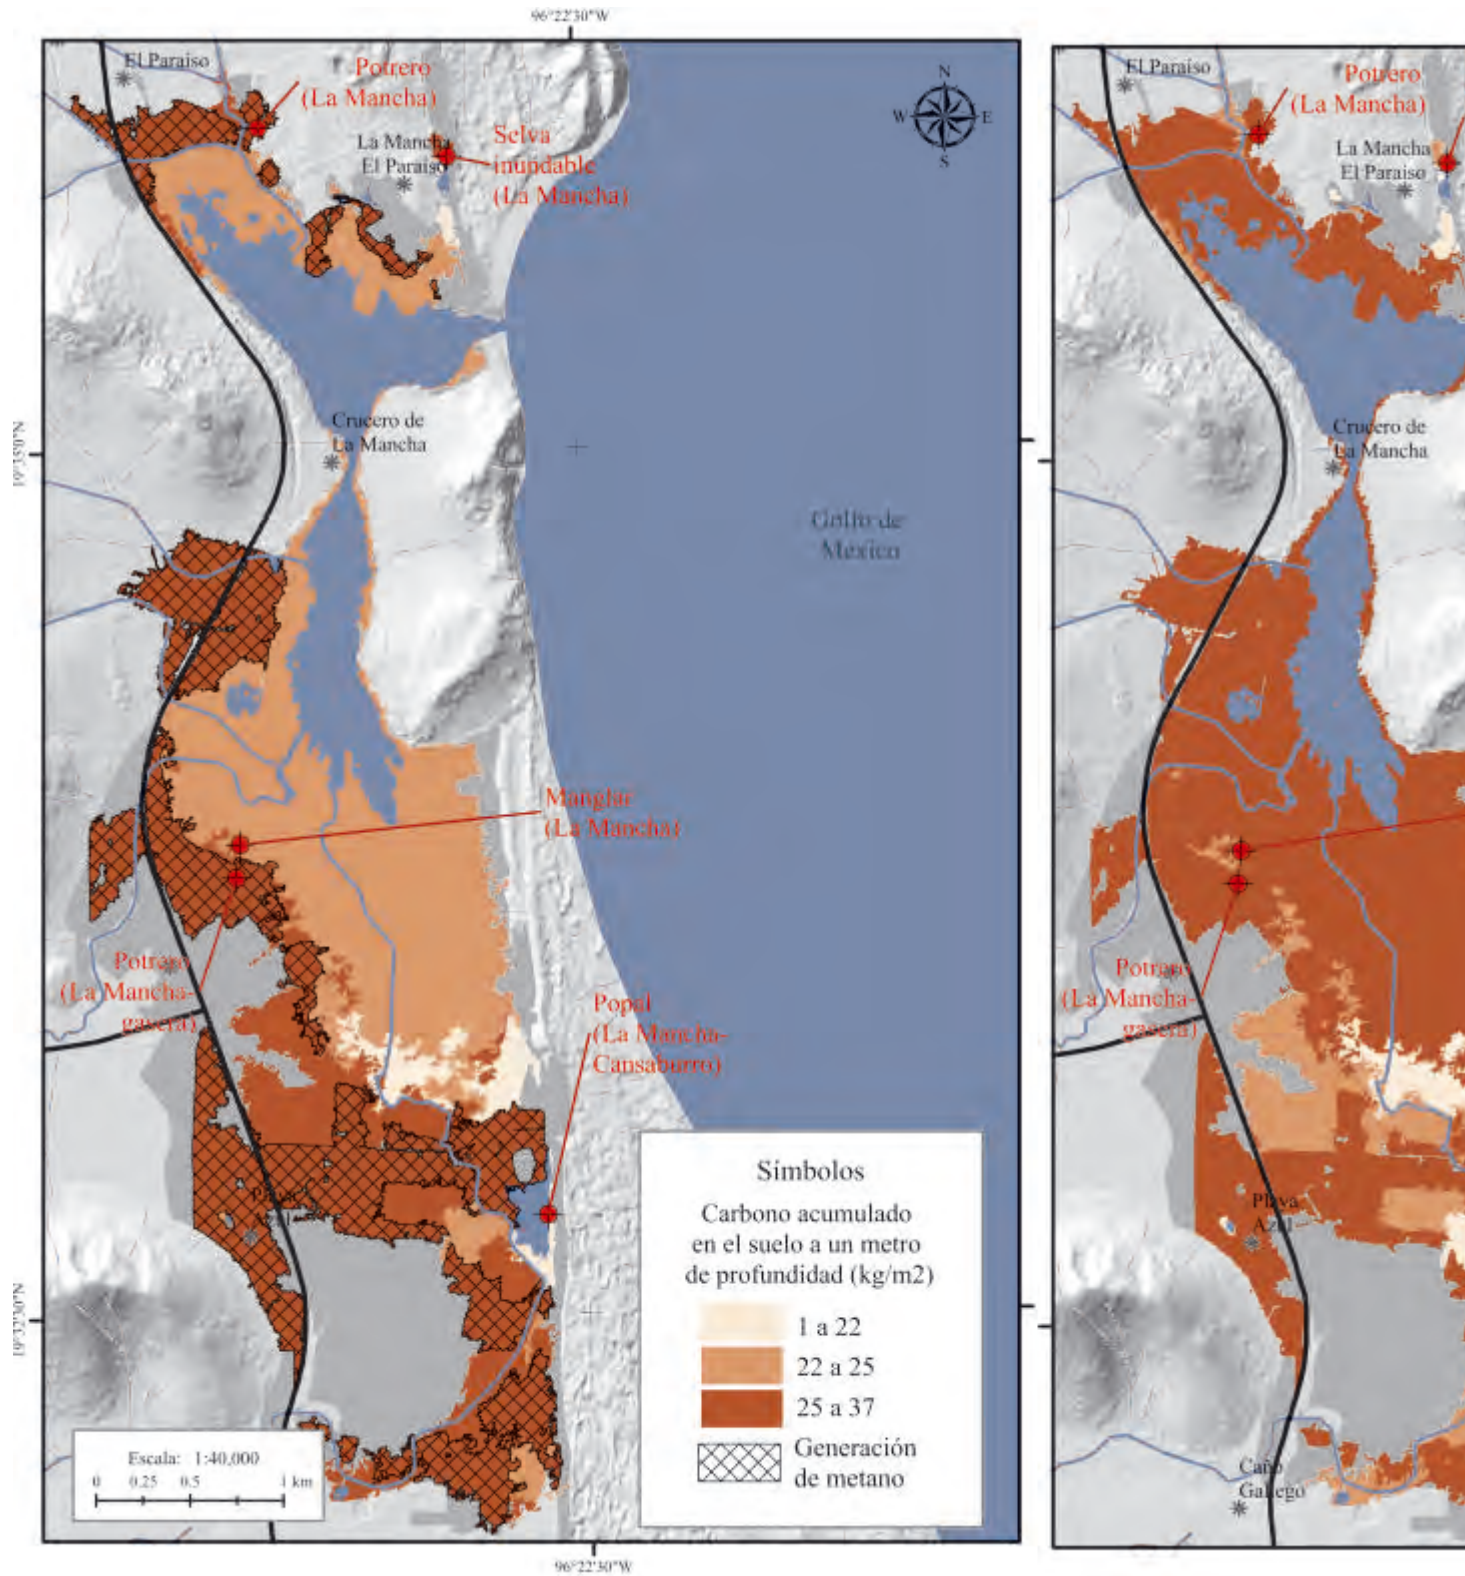 96°22'30"W
El Paraiso
Potrero
(La Mancha)
N
W
E
S
La Mancha
El Paraiso
Selva
inundable
(La Mancha)
Crucero de
La Mancha
19°35'0"N
Golfo de
México
Manglar
(La Mancha)
Potrero
(La Mancha-
gasera)
Popal
(La Mancha-
Cansaburro)
19°32'30"N
Símbolos
Carbono acumulado
en el suelo a un metro
de profundidad (kg/m2)
1 a 22
22 a 25
25 a 37
Generación
de metano
Escala: 1:40,000
0 0.25 0.5 1 km
96°22'30"W
El Paraiso
Potrero
(La Mancha)
La Mancha
El Paraiso
Crucero de
La Mancha
Potrero
(La Mancha-
gasera)
Playa
Azul
Caño
Gallego